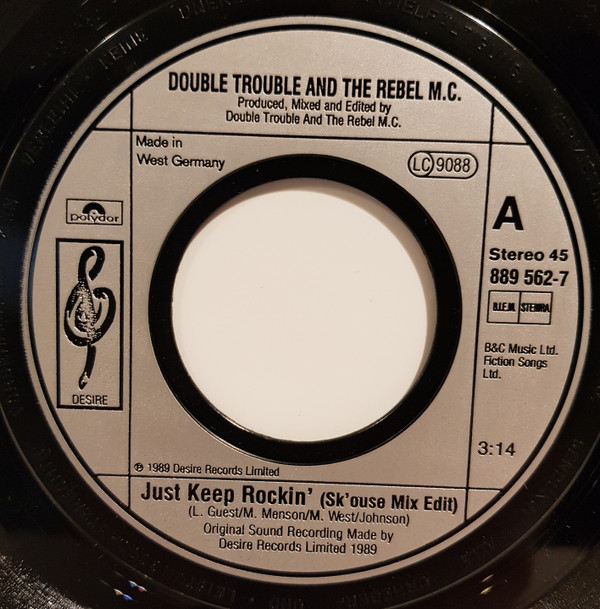 DOUBLE TROUBLE AND THE REBEL M.C.
Produced, Mixed and Edited by
Double Trouble And The Rebel M.C.
Made in
West Germany
LC 9088
polydor
DESIRE
A
Stereo 45
889 562-7
B.I.E.M. STEMRA
B&C Music Ltd.
Fiction Songs
Ltd.
3:14
℗ 1989 Desire Records Limited
Just Keep Rockin' (Sk'ouse Mix Edit)
(L. Guest/M. Menson/M. West/Johnson)
Original Sound Recording Made by
Desire Records Limited 1989